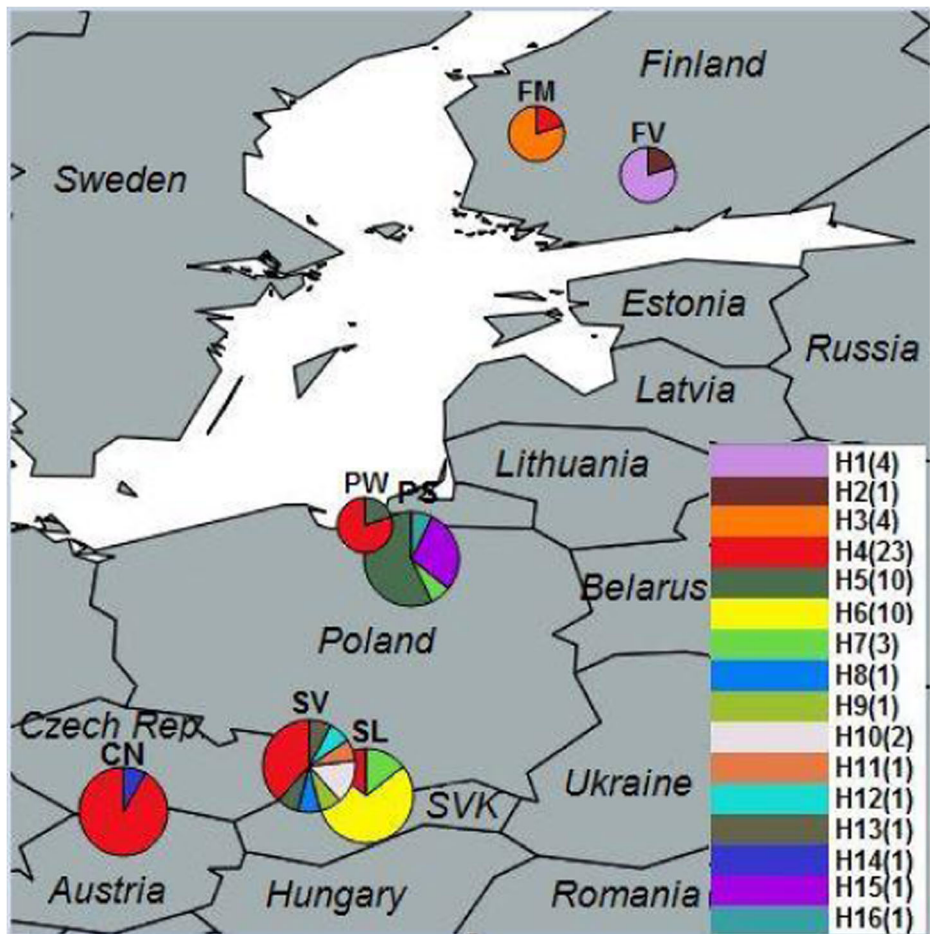 Finland
FM
FV
Sweden
Estonia
Russia
Latvia
Lithuania
PW
PS
Belarus
Poland
SV
Czech Rep
SL
CN
Ukraine
SVK
Austria
Hungary
Romania
H1(4)
H2(1)
H3(4)
H4(23)
H5(10)
H6(10)
H7(3)
H8(1)
H9(1)
H10(2)
H11(1)
H12(1)
H13(1)
H14(1)
H15(1)
H16(1)